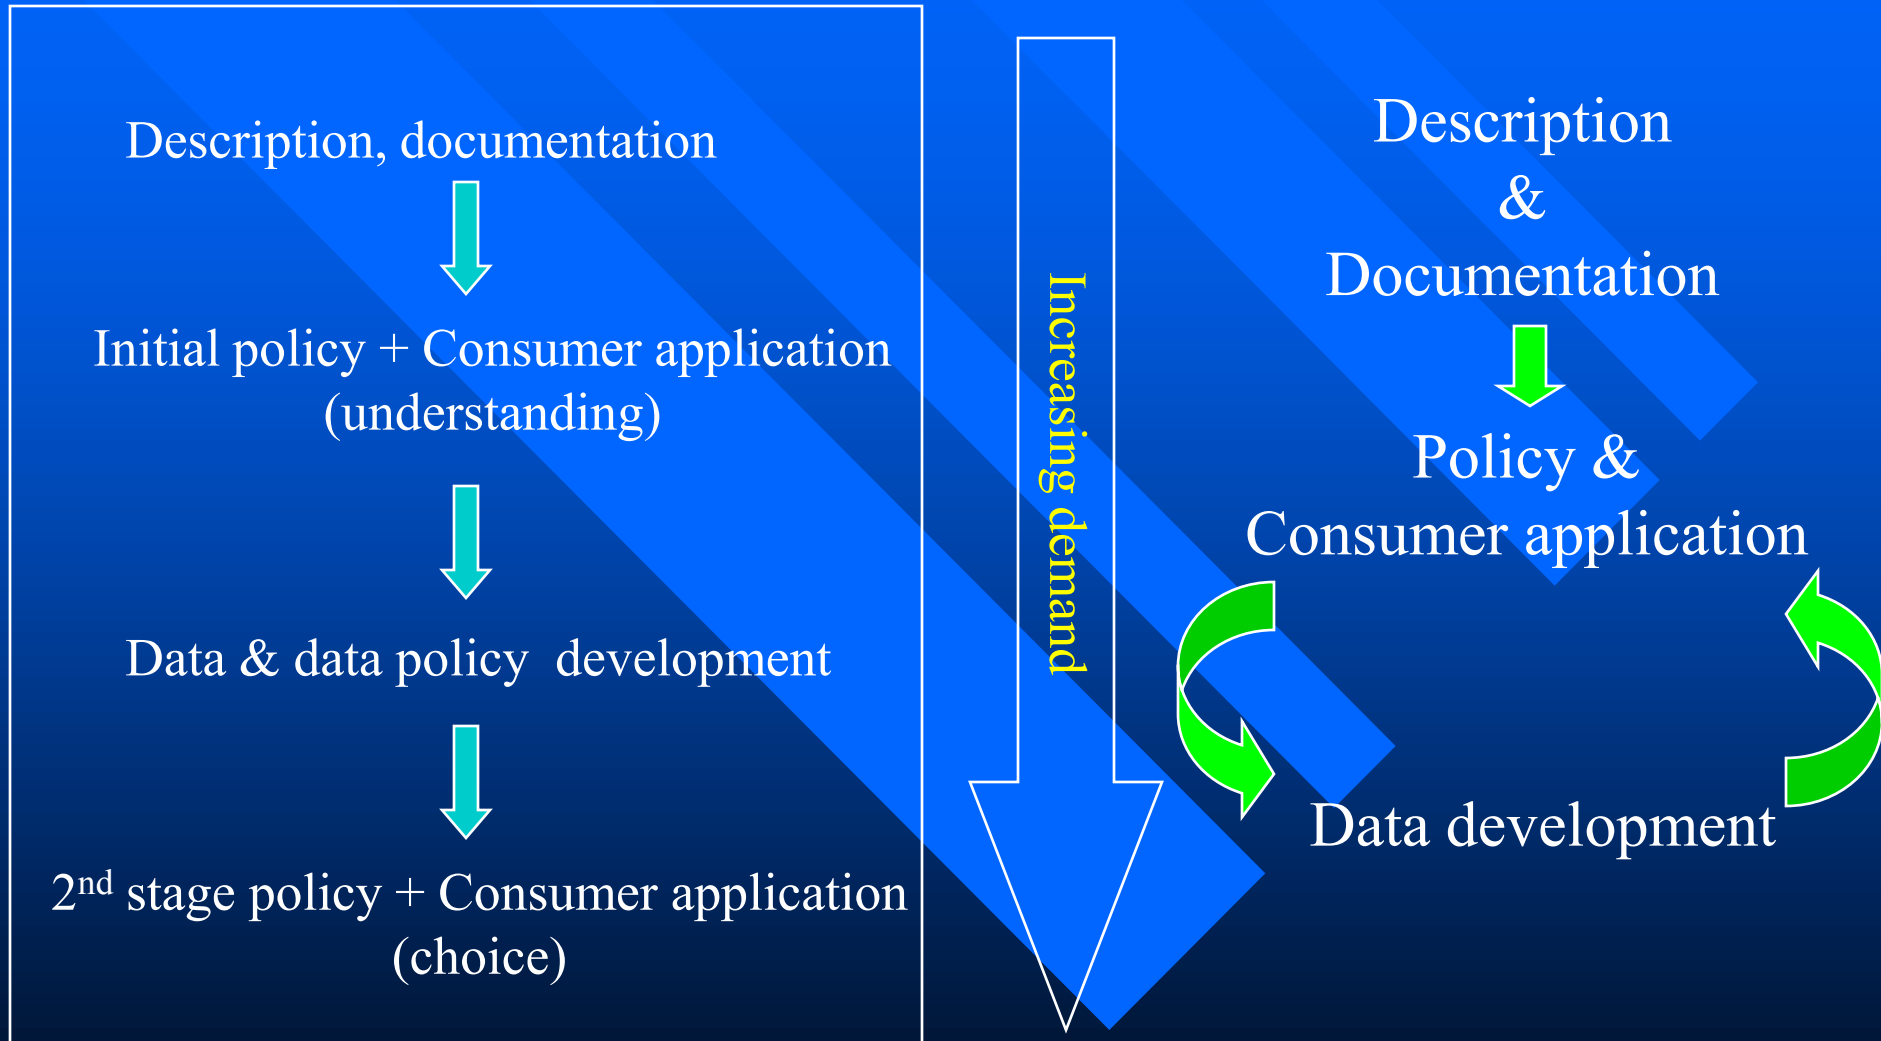 Description, documentation
Initial policy + Consumer application
(understanding)
Data & data policy development
2nd stage policy + Consumer application
(choice)
Increasing demand
Description
&
Documentation
Policy &
Consumer application
Data development